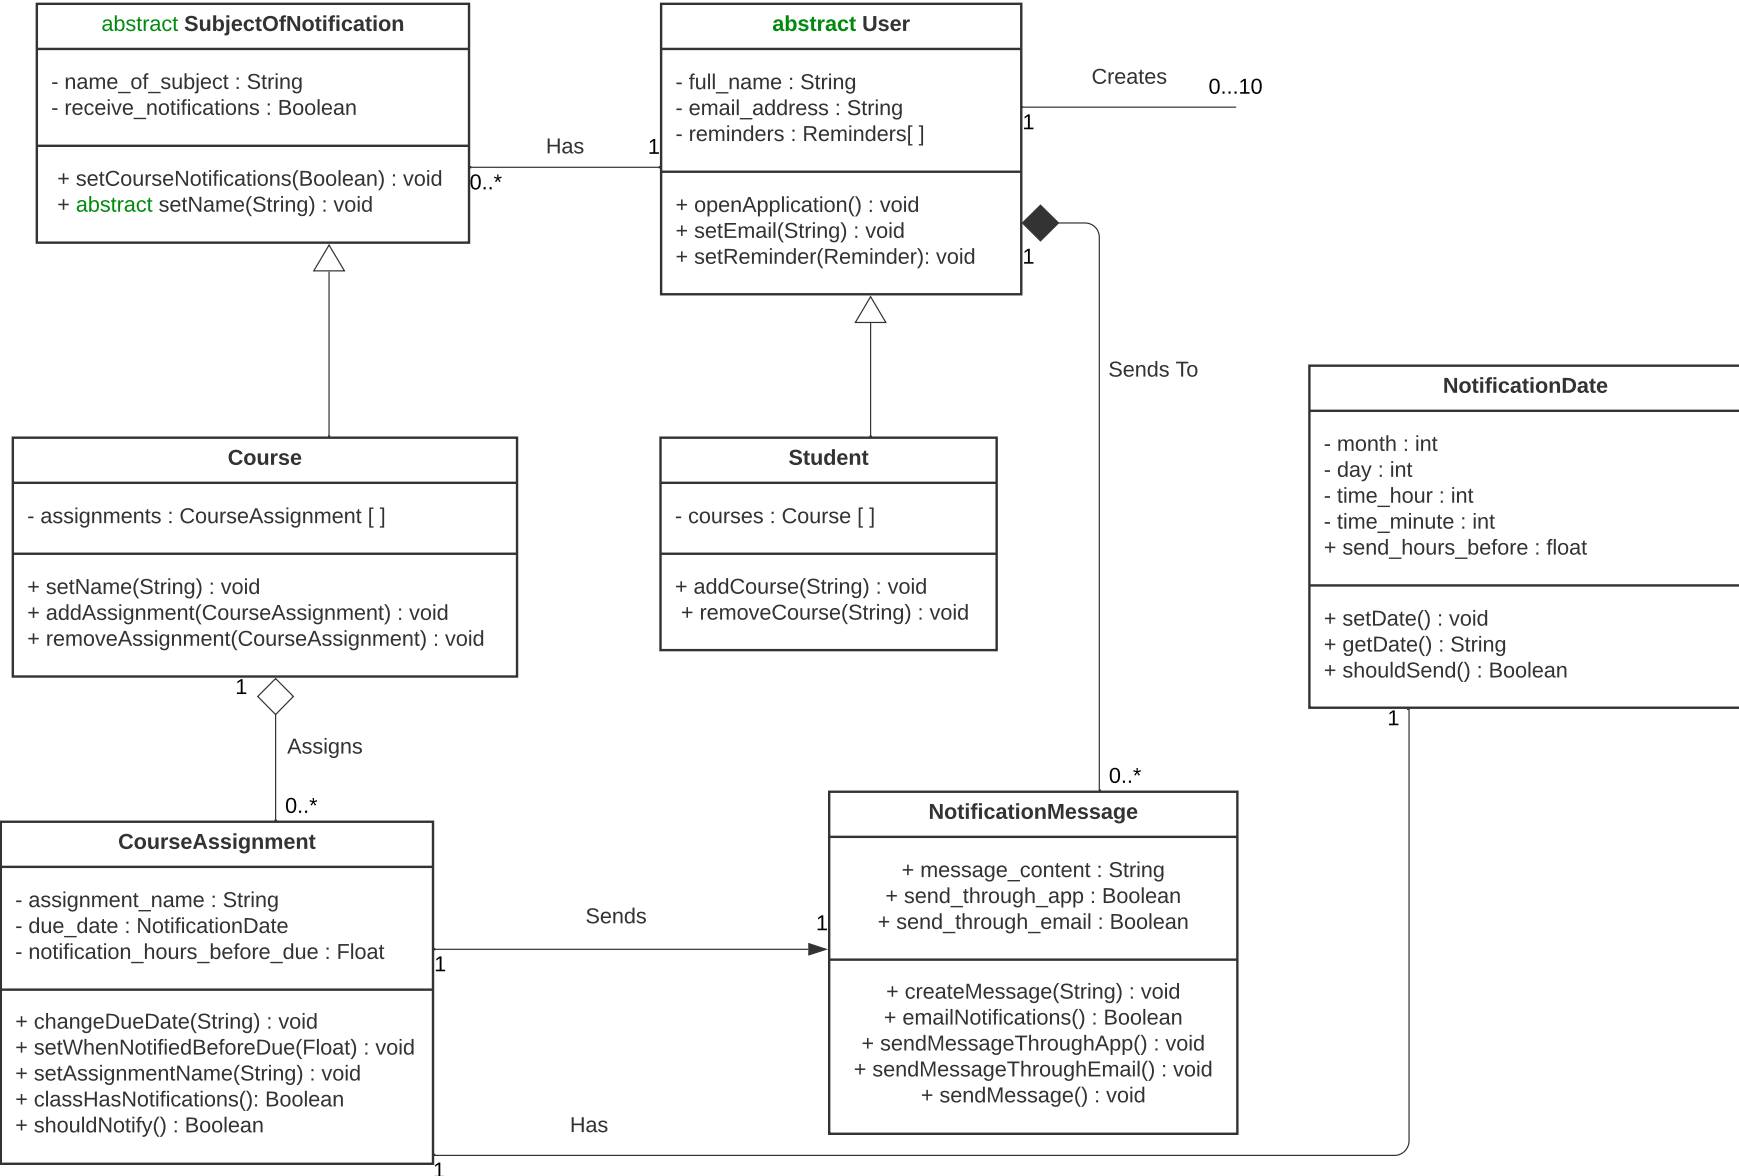 abstract SubjectOfNotification
- name_of_subject : String
- receive_notifications : Boolean
+ setCourseNotifications(Boolean) : void
+ abstract setName(String) : void
Has
1
0..*
abstract User
- full_name : String
- email_address : String
- reminders : Reminders[ ]
+ openApplication() : void
+ setEmail(String) : void
+ setReminder(Reminder): void
Creates
0...10
1
1
Sends To
0..*
Course
- assignments : CourseAssignment [ ]
+ setName(String) : void
+ addAssignment(CourseAssignment) : void
+ removeAssignment(CourseAssignment) : void
Student
- courses : Course [ ]
+ addCourse(String) : void
+ removeCourse(String) : void
NotificationDate
- month : int
- day : int
- time_hour : int
- time_minute : int
+ send_hours_before : float
+ setDate() : void
+ getDate() : String
+ shouldSend() : Boolean
1
1
Assigns
0..*
CourseAssignment
- assignment_name : String
- due_date : NotificationDate
- notification_hours_before_due : Float
+ changeDueDate(String) : void
+ setWhenNotifiedBeforeDue(Float) : void
+ setAssignmentName(String) : void
+ classHasNotifications(): Boolean
+ shouldNotify() : Boolean
Sends
1
1
NotificationMessage
+ message_content : String
+ send_through_app : Boolean
+ send_through_email : Boolean
+ createMessage(String) : void
+ emailNotifications() : Boolean
+ sendMessageThroughApp() : void
+ sendMessageThroughEmail() : void
+ sendMessage() : void
Has
1